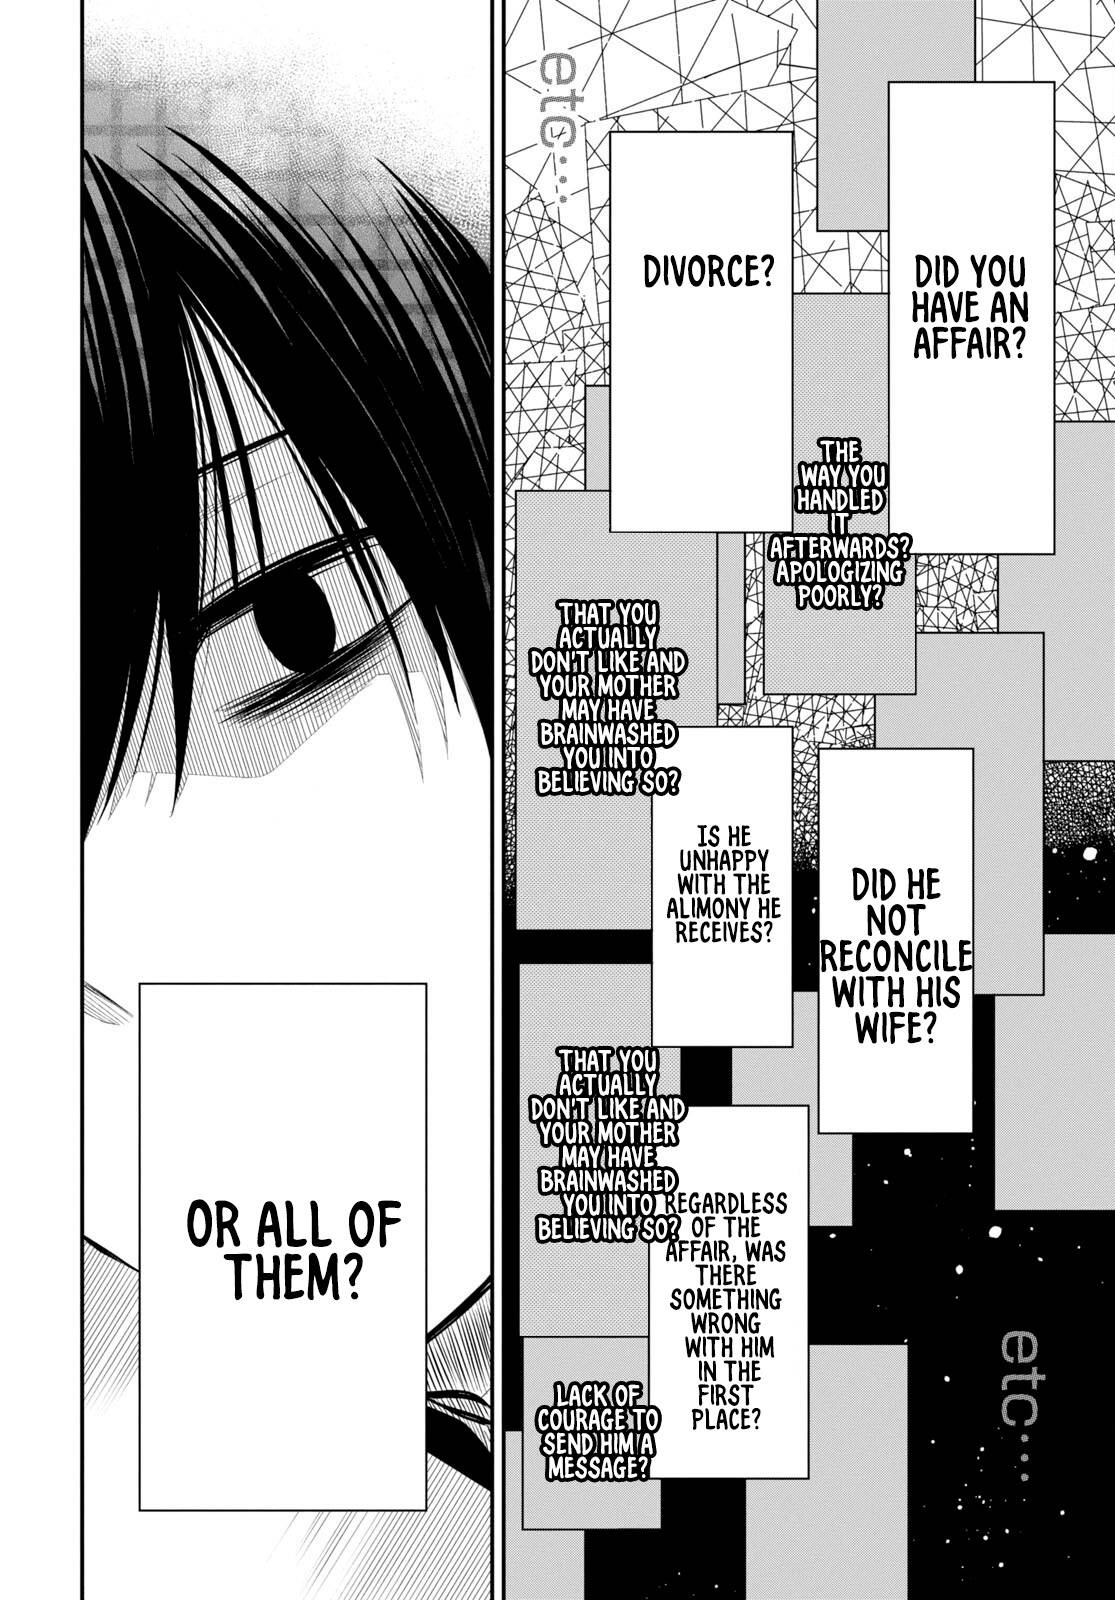 etc...
DID YOU
HAVE AN
AFFAIR?
DIVORCE?
THE
WAY YOU
HANDLED
IT
AFTERWARDS?
APOLOGIZING
POORLY?
THAT YOU
ACTUALLY
DON'T LIKE AND
YOUR MOTHER
MAY HAVE
BRAINWASHED
YOU INTO
BELIEVING SO?
DID HE
NOT
RECONCILE
WITH HIS
WIFE?
IS HE
UNHAPPY
WITH THE
ALIMONY HE
RECEIVES?
THAT YOU
ACTUALLY
DON'T LIKE AND
YOUR MOTHER
MAY HAVE
BRAINWASHED
YOU INTO
BELIEVING SO?
REGARDLESS
OF THE
AFFAIR, WAS
THERE
SOMETHING
WRONG
WITH HIM
IN THE
FIRST
PLACE?
LACK OF
COURAGE TO
SEND HIM A
MESSAGE?
etc...
OR ALL OF
THEM?